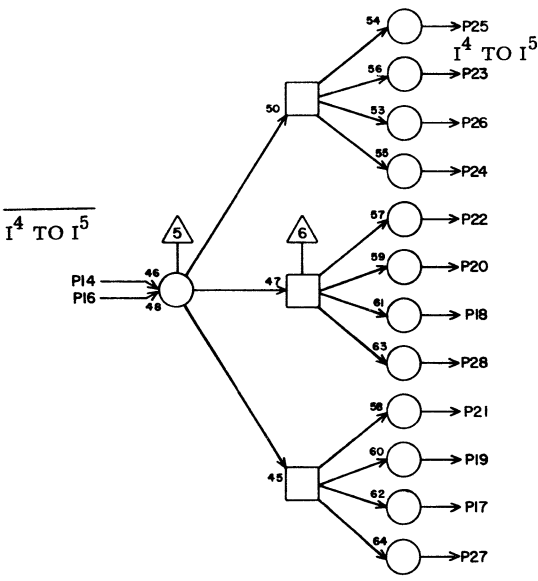 54 P25
I⁴ TO I⁵
56 P23
50
53 P26
55 P24
I⁴ TO I⁵
5
6
57 P22
46
P14
59 P20
47
P16
48
61 P18
63 P28
58 P21
60 P19
45
62 P17
64 P27